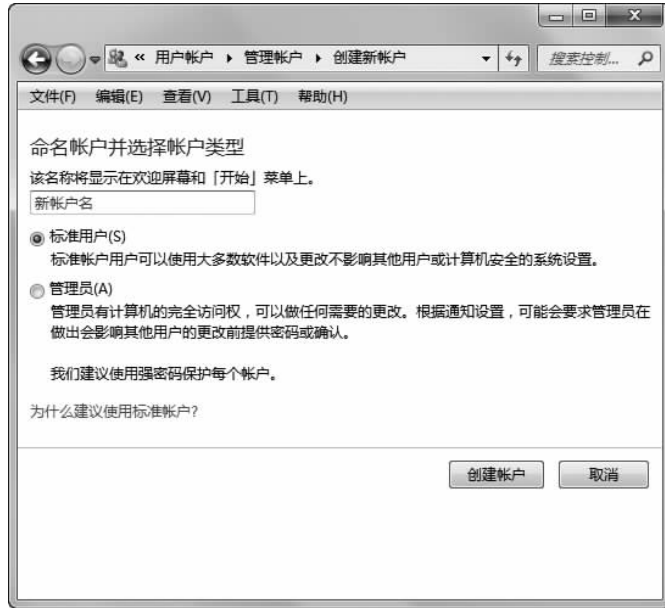 « 用户帐户 ▸ 管理帐户 ▸ 创建新帐户
搜索控制...
文件(F) 编辑(E) 查看(V) 工具(T) 帮助(H)
命名帐户并选择帐户类型
该名称将显示在欢迎屏幕和「开始」菜单上。
新帐户名
标准用户(S)
标准帐户用户可以使用大多数软件以及更改不影响其他用户或计算机安全的系统设置。
管理员(A)
管理员有计算机的完全访问权，可以做任何需要的更改。根据通知设置，可能会要求管理员在
做出会影响其他用户的更改前提供密码或确认。
我们建议使用强密码保护每个帐户。
为什么建议使用标准帐户?
创建帐户 取消